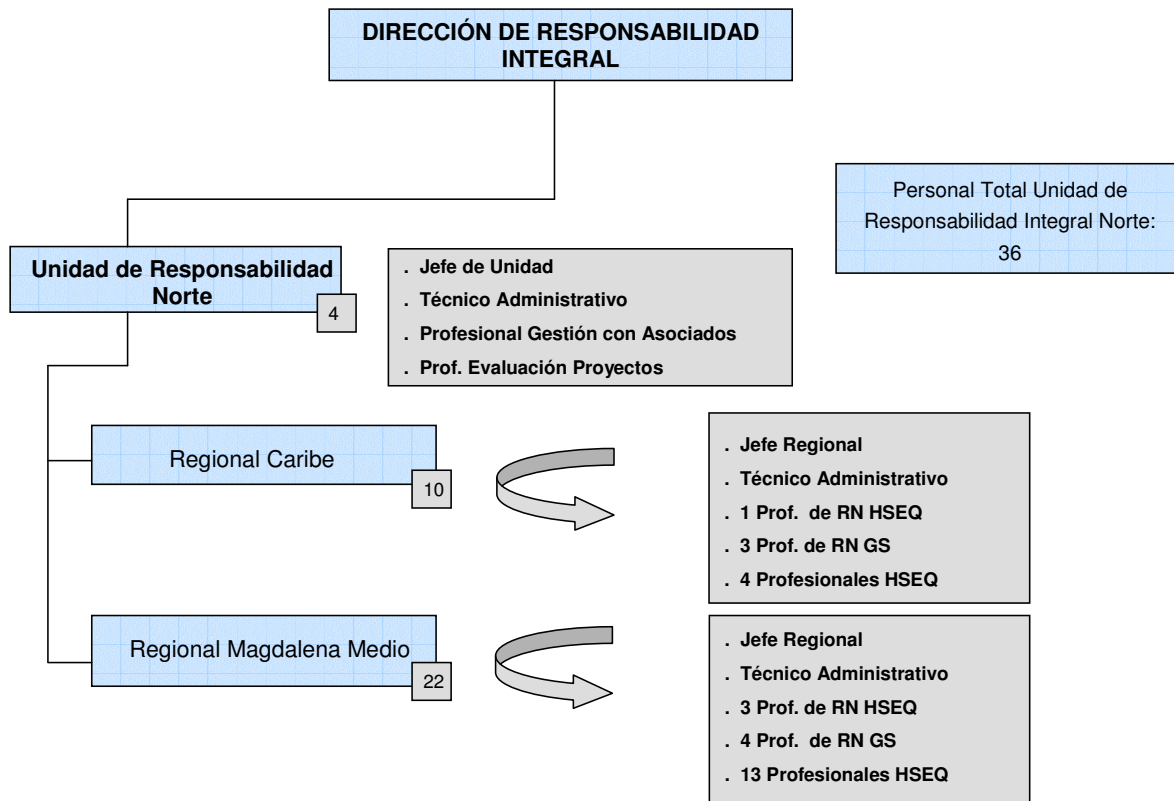 DIRECCIÓN DE RESPONSABILIDAD
INTEGRAL
Personal Total Unidad de
Responsabilidad Integral Norte:
36
Unidad de Responsabilidad
Norte
4
. Jefe de Unidad
. Técnico Administrativo
. Profesional Gestión con Asociados
. Prof. Evaluación Proyectos
Regional Caribe
10
. Jefe Regional
. Técnico Administrativo
. 1 Prof. de RN HSEQ
. 3 Prof. de RN GS
. 4 Profesionales HSEQ
Regional Magdalena Medio
22
. Jefe Regional
. Técnico Administrativo
. 3 Prof. de RN HSEQ
. 4 Prof. de RN GS
. 13 Profesionales HSEQ